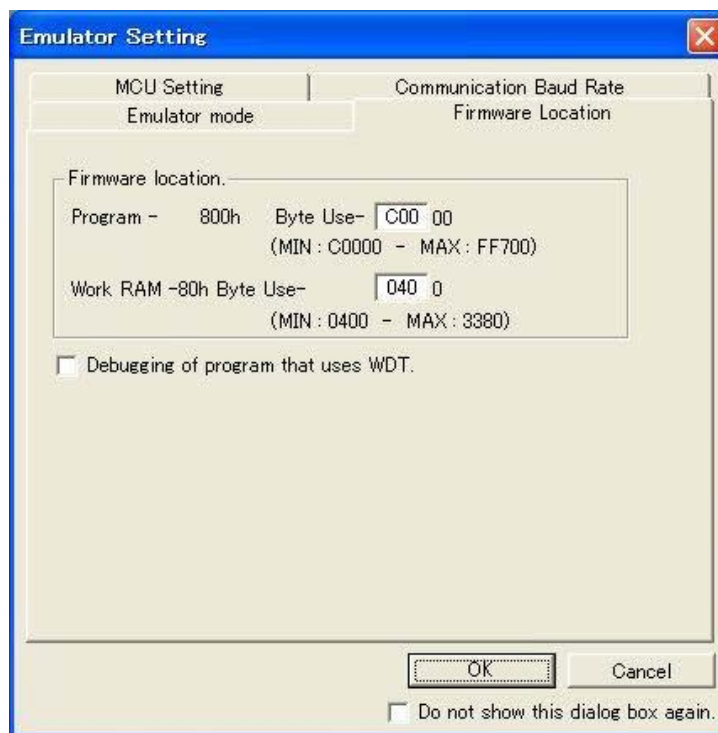 Emulator Setting
MCU Setting
Communication Baud Rate
Emulator mode
Firmware Location
Firmware location.
Program - 800h Byte Use- C00 00
(MIN : C0000 - MAX : FF700)
Work RAM -80h Byte Use- 040 0
(MIN : 0400 - MAX : 3380)
Debugging of program that uses WDT.
OK
Cancel
Do not show this dialog box again.